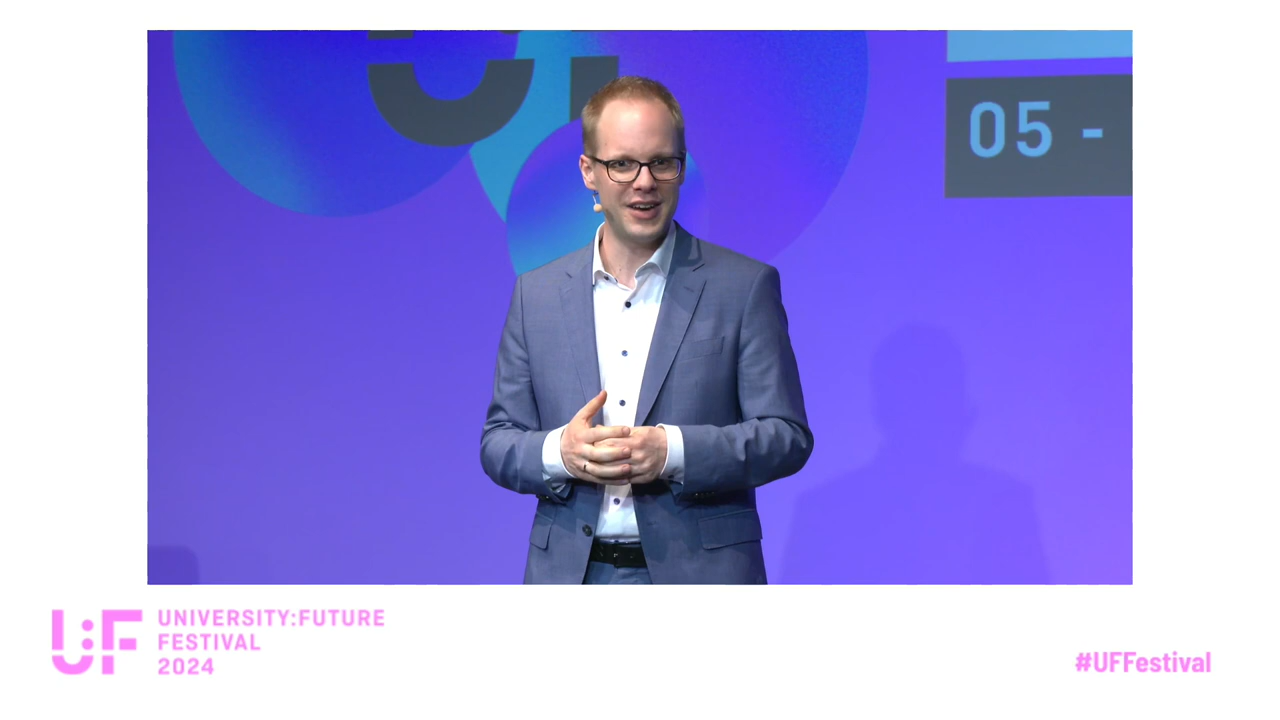 05 -
U:F
UNIVERSITY:FUTURE
FESTIVAL
2024
#UFFestival